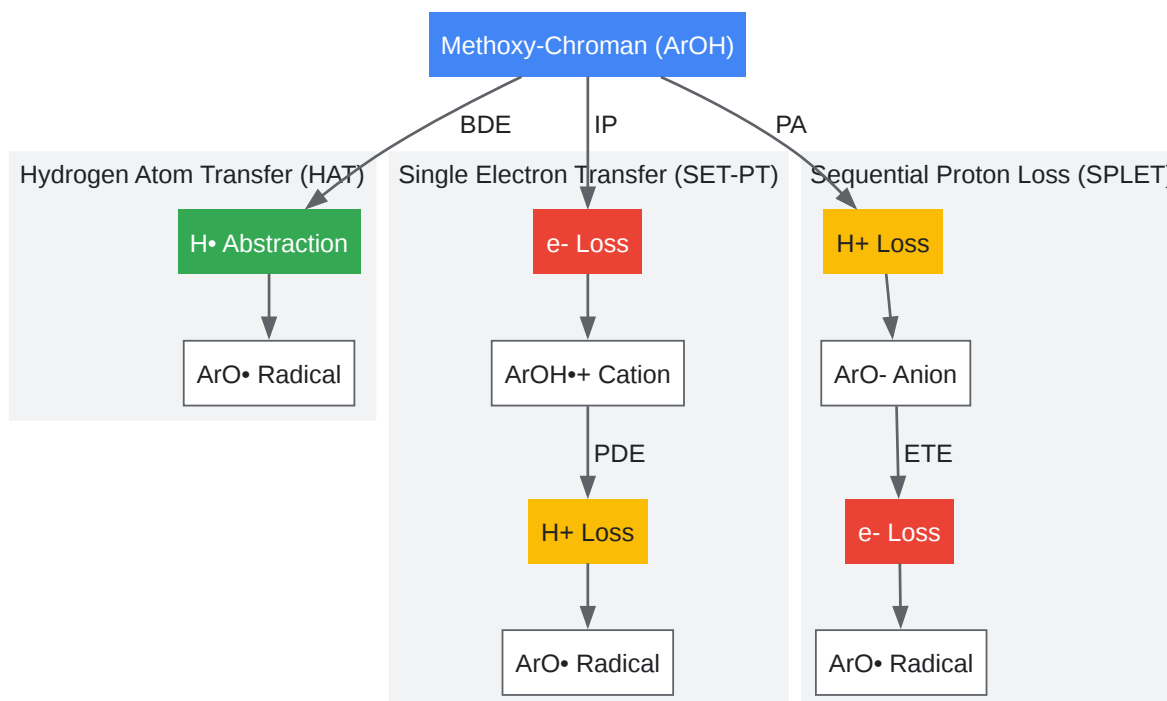 Methoxy-Chroman (ArOH)
BDE
IP
PA
Hydrogen Atom Transfer (HAT)
Single Electron Transfer (SET-PT)
Sequential Proton Loss (SPLET)
H• Abstraction
e- Loss
H+ Loss
ArO• Radical
ArOH•+ Cation
ArO- Anion
PDE
ETE
H+ Loss
e- Loss
ArO• Radical
ArO• Radical